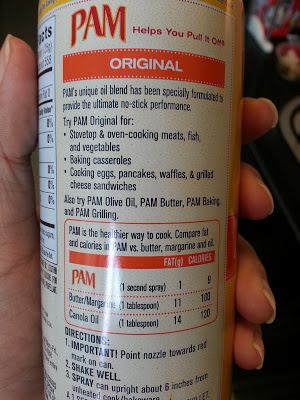 PAM Helps You Pull It Off®
ORIGINAL
PAM's unique oil blend has been specially formulated to
provide the ultimate no-stick performance.
Try PAM Original for:
• Stovetop & oven-cooking meats, fish,
and vegetables
• Baking casseroles
• Cooking eggs, pancakes, waffles, & grilled
cheese sandwiches
Also try PAM Olive Oil, PAM Butter, PAM Baking,
and PAM Grilling.
PAM is the healthier way to cook. Compare fat
and calories in PAM vs. butter, margarine and oil.
FAT(g) CALORIES
PAM (1 second spray) 1 9
Butter/Margarine (1 tablespoon) 11 100
Canola Oil (1 tablespoon) 14 120
DIRECTIONS:
1. IMPORTANT! Point nozzle towards red
mark on can.
2. SHAKE WELL.
3. SPRAY can upright about 6 inches from